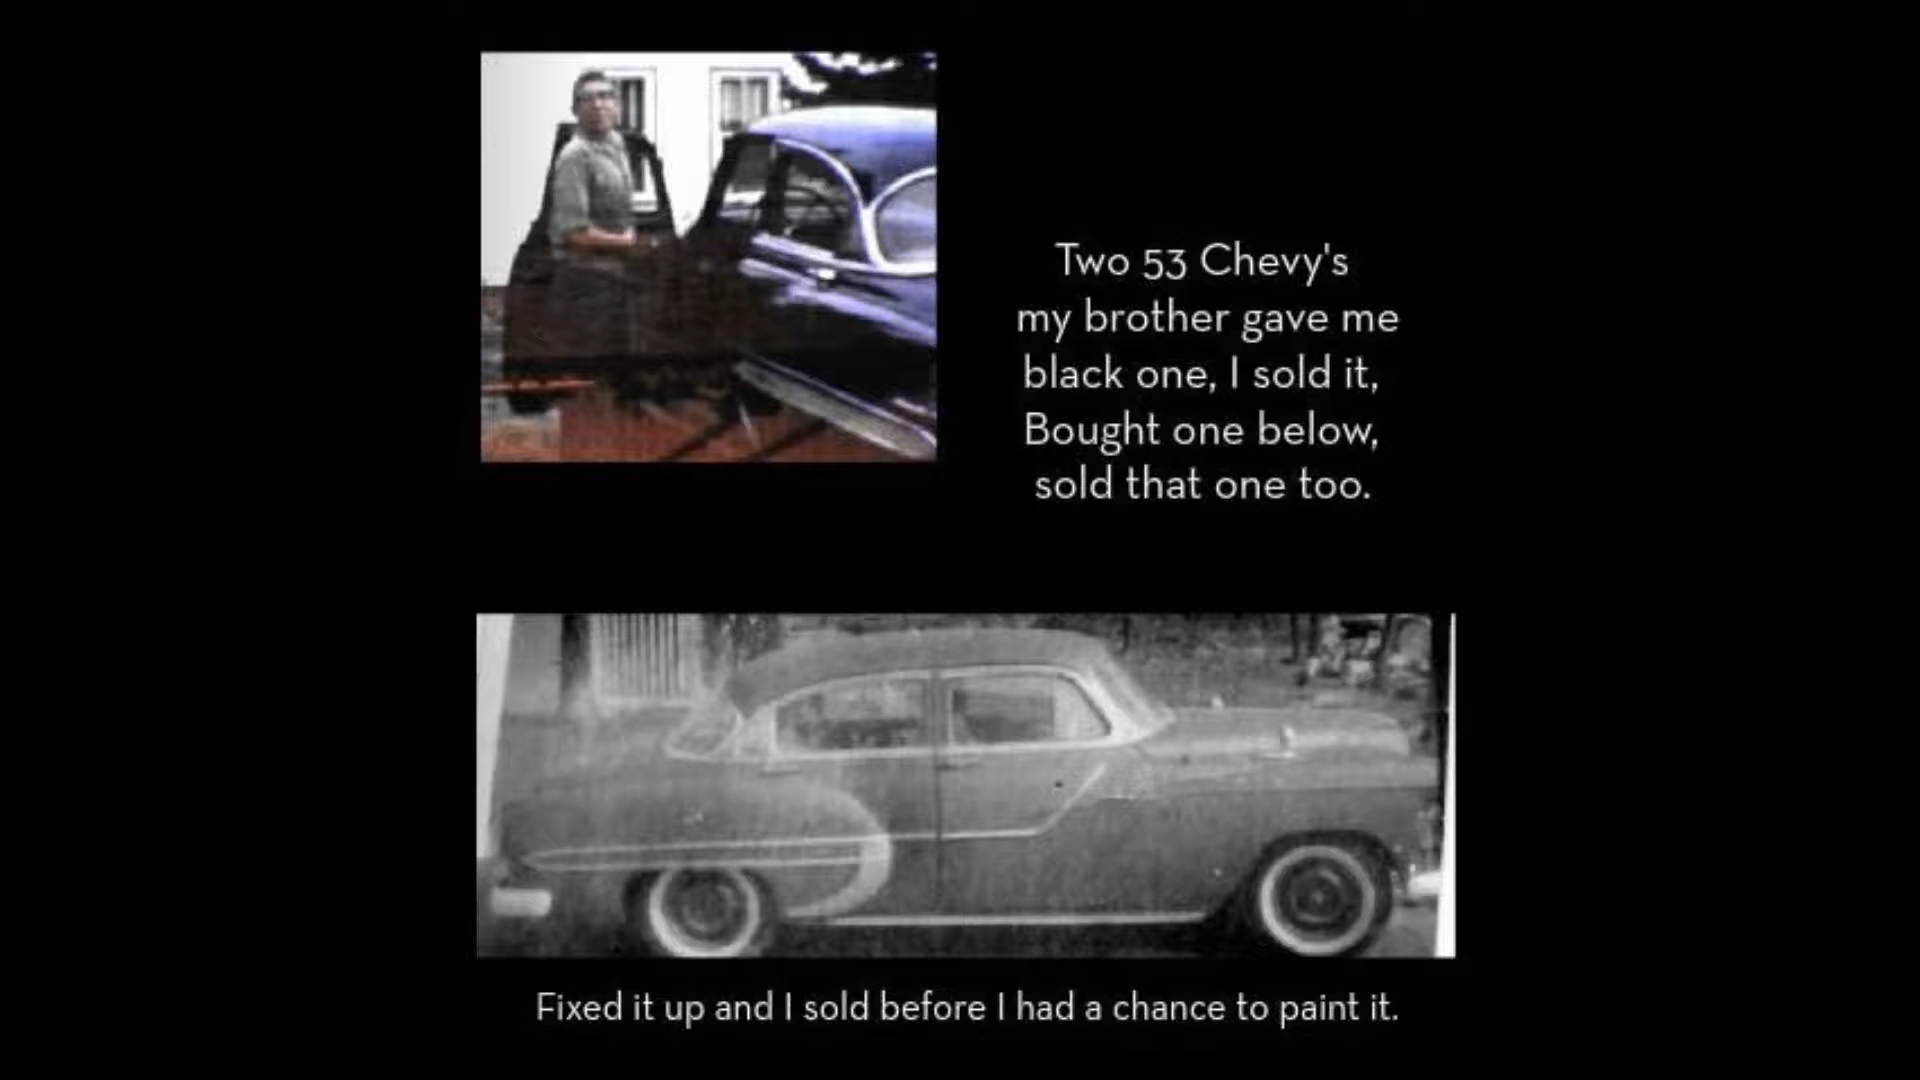 Two 53 Chevy's
my brother gave me
black one, I sold it,
Bought one below,
sold that one too.
Fixed it up and I sold before I had a chance to paint it.